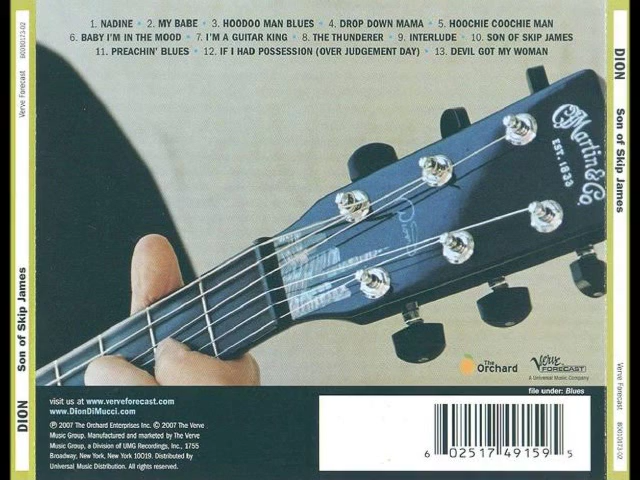 1. NADINE • 2. MY BABE • 3. HOODOO MAN BLUES • 4. DROP DOWN MAMA • 5. HOOCHIE COOCHIE MAN
6. BABY I'M IN THE MOOD • 7. I'M A GUITAR KING • 8. THE THUNDERER • 9. INTERLUDE • 10. SON OF SKIP JAMES
11. PREACHIN' BLUES • 12. IF I HAD POSSESSION (OVER JUDGEMENT DAY) • 13. DEVIL GOT MY WOMAN
DION Son of Skip James Verve Forecast
DION Son of Skip James Verve Forecast
C.F. Martin & Co.
EST. 1833
Dion
The Orchard
Verve
FORECAST
A Universal Music Company
file under: Blues
visit us at www.verveforecast.com
www.DionDiMucci.com
℗ 2007 The Orchard Enterprises Inc. © 2007 The Verve
Music Group. Manufactured and marketed by The Verve
Music Group, a Division of UMG Recordings, Inc., 1755
Broadway, New York, New York 10019. Distributed by
Universal Music Distribution. All rights reserved.
6 02517 49159 5